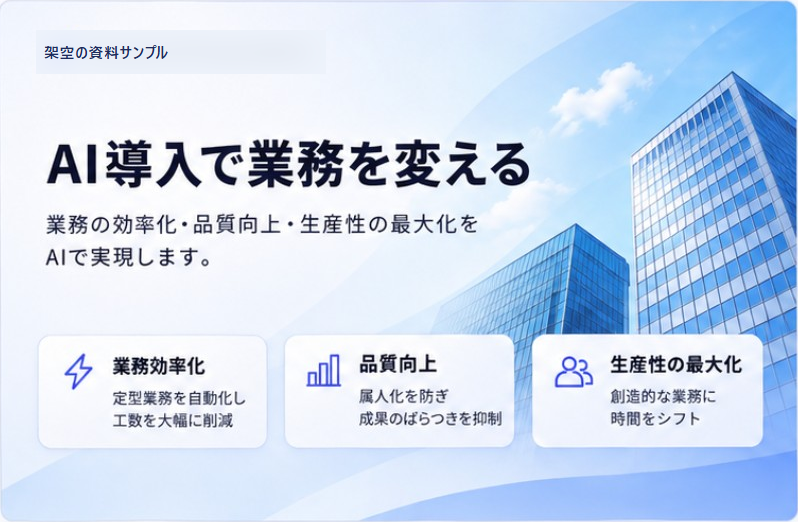 架空の資料サンプル
AI導入で業務を変える
業務の効率化・品質向上・生産性の最大化を
AIで実現します。
業務効率化
定型業務を自動化し
工数を大幅に削減
品質向上
属人化を防ぎ
成果のばらつきを抑制
生産性の最大化
創造的な業務に
時間をシフト